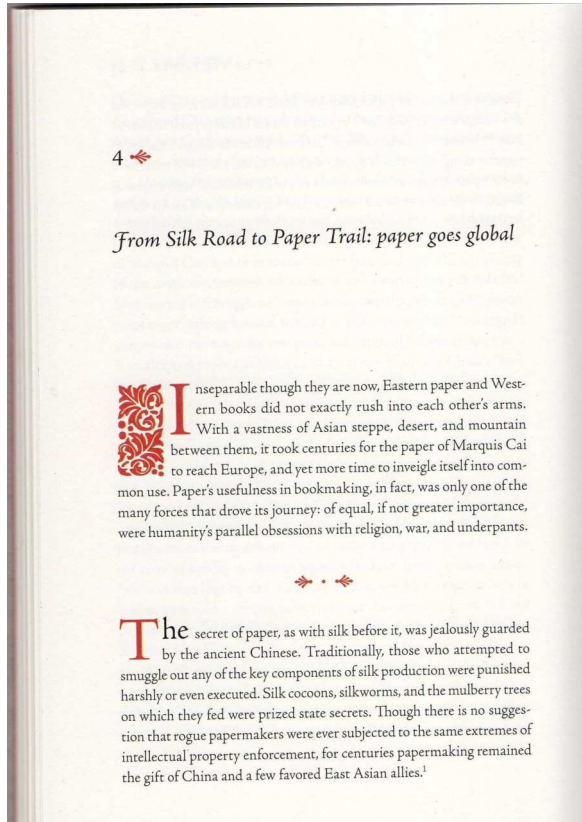 4
From Silk Road to Paper Trail: paper goes global
Inseparable though they are now, Eastern paper and West-
ern books did not exactly rush into each other's arms.
With a vastness of Asian steppe, desert, and mountain
between them, it took centuries for the paper of Marquis Cai
to reach Europe, and yet more time to inveigle itself into com-
mon use. Paper's usefulness in bookmaking, in fact, was only one of the
many forces that drove its journey: of equal, if not greater importance,
were humanity's parallel obsessions with religion, war, and underpants.
The secret of paper, as with silk before it, was jealously guarded
by the ancient Chinese. Traditionally, those who attempted to
smuggle out any of the key components of silk production were punished
harshly or even executed. Silk cocoons, silkworms, and the mulberry trees
on which they fed were prized state secrets. Though there is no sugges-
tion that rogue papermakers were ever subjected to the same extremes of
intellectual property enforcement, for centuries papermaking remained
the gift of China and a few favored East Asian allies.¹